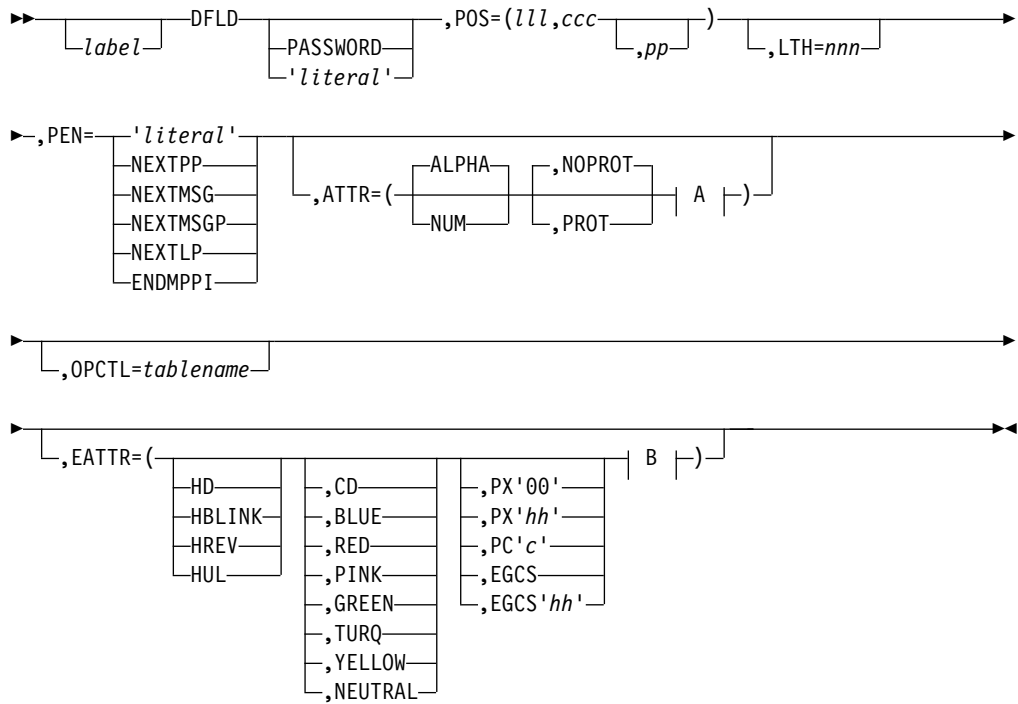 DFLD ,POS=(lll,ccc )
label PASSWORD ,pp ,LTH=nnn
'literal'
,PEN= 'literal'
NEXTPP ALPHA ,NOPROT
NEXTMSG ,ATTR=( A )
NEXTMSGP NUM ,PROT
NEXTLP
ENDMPPI
,OPCTL=tablename
,EATTR=( B )
HD ,CD ,PX'00'
HBLINK ,BLUE ,PX'hh'
HREV ,RED ,PC'c'
HUL ,PINK ,EGCS
,GREEN ,EGCS'hh'
,TURQ
,YELLOW
,NEUTRAL